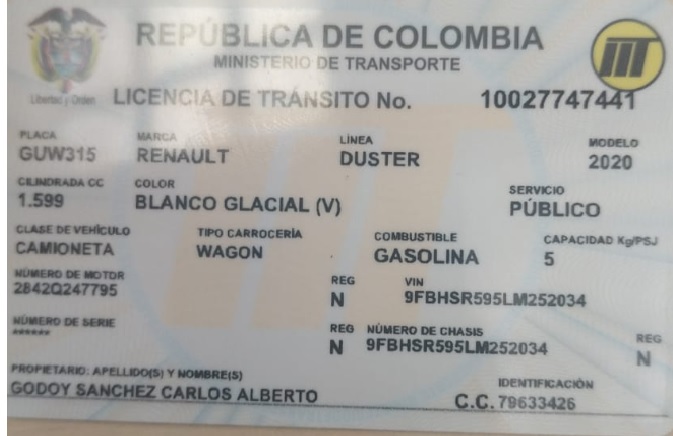 REPÚBLICA DE COLOMBIA
MINISTERIO DE TRANSPORTE
Libertad y Orden
LICENCIA DE TRÁNSITO No. 10027747441
PLACA MARCA LÍNEA MODELO
GUW315 RENAULT DUSTER 2020
CILINDRADA CC COLOR SERVICIO
1.599 BLANCO GLACIAL (V) PÚBLICO
CLASE DE VEHÍCULO TIPO CARROCERÍA COMBUSTIBLE CAPACIDAD Kg/PSJ
CAMIONETA WAGON GASOLINA 5
NÚMERO DE MOTOR REG VIN
2842Q247795 N 9FBHSR595LM252034
NÚMERO DE SERIE REG NÚMERO DE CHASIS REG
****** N 9FBHSR595LM252034 N
PROPIETARIO: APELLIDO(S) Y NOMBRE(S) IDENTIFICACIÓN
GODOY SANCHEZ CARLOS ALBERTO C.C. 79633426